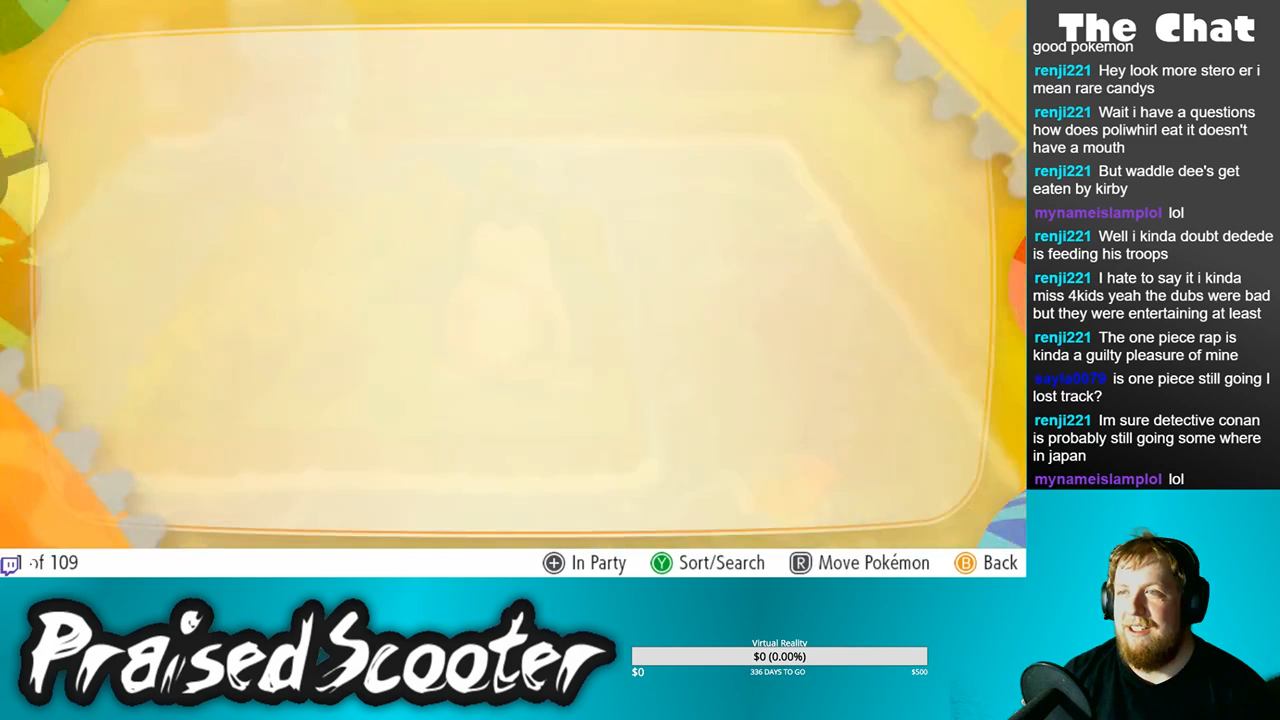 The Chat
good pokemon
renji221 Hey look more stero er i
mean rare candys
renji221 Wait i have a questions
how does poliwhirl eat it doesn't
have a mouth
renji221 But waddle dee's get
eaten by kirby
mynameislamplol lol
renji221 Well i kinda doubt dedede
is feeding his troops
renji221 I hate to say it i kinda
miss 4kids yeah the dubs were bad
but they were entertaining at least
renji221 The one piece rap is
kinda a guilty pleasure of mine
sayla0079 is one piece still going I
lost track?
renji221 Im sure detective conan
is probably still going some where
in japan
mynameislamplol lol
of 109
In Party
Y Sort/Search
R Move Pokémon
B Back
PraisedScooter
Virtual Reality
$0 (0.00%)
$0 336 DAYS TO GO $500